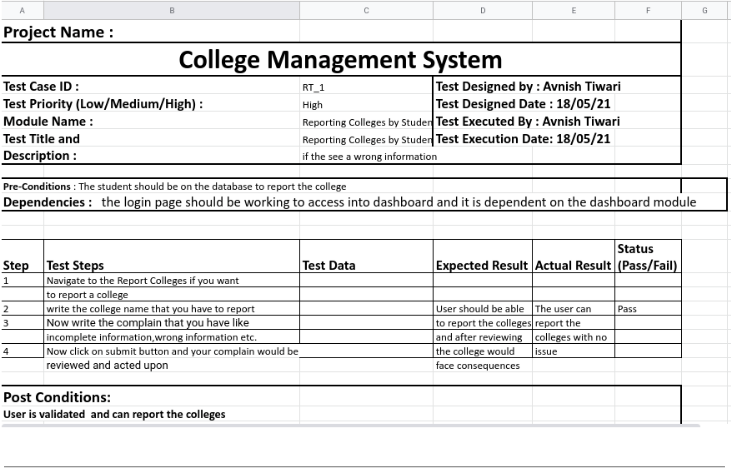 A B C D E F G
Project Name :
College Management System
Test Case ID : RT_1 Test Designed by : Avnish Tiwari
Test Priority (Low/Medium/High) : High Test Designed Date : 18/05/21
Module Name : Reporting Colleges by Studen Test Executed By : Avnish Tiwari
Test Title and Reporting Colleges by Studen Test Execution Date: 18/05/21
Description : if the see a wrong information
Pre-Conditions : The student should be on the database to report the college
Dependencies : the login page should be working to access into dashboard and it is dependent on the dashboard module
Status
Step Test Steps Test Data Expected Result Actual Result (Pass/Fail)
1 Navigate to the Report Colleges if you want
to report a college
2 write the college name that you have to report User should be able The user can Pass
3 Now write the complain that you have like to report the colleges report the
incomplete information,wrong information etc. and after reviewing colleges with no
4 Now click on submit button and your complain would be the college would issue
reviewed and acted upon face consequences
Post Conditions:
User is validated and can report the colleges